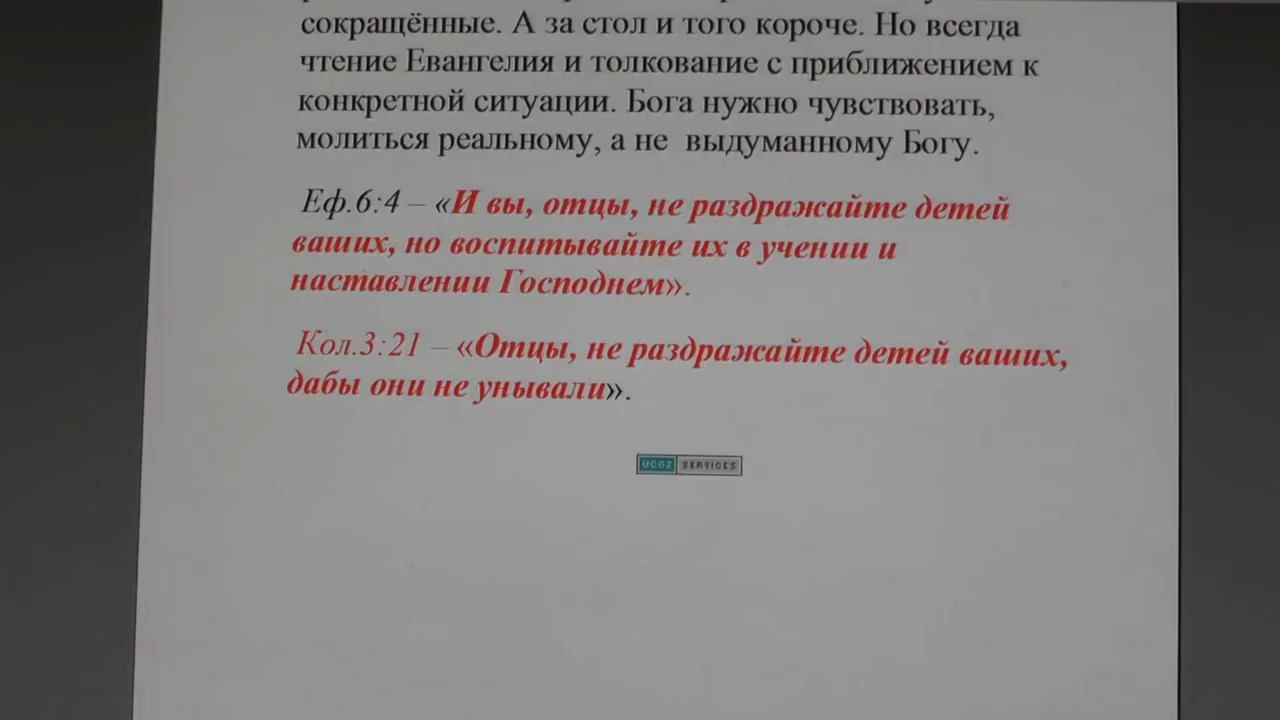 сокращённые. А за стол и того короче. Но всегда
чтение Евангелия и толкование с приближением к
конкретной ситуации. Бога нужно чувствовать,
молиться реальному, а не выдуманному Богу.
Еф.6:4 – «И вы, отцы, не раздражайте детей
ваших, но воспитывайте их в учении и
наставлении Господнем».
Кол.3:21 – «Отцы, не раздражайте детей ваших,
дабы они не унывали».
UCOZ SERVICES